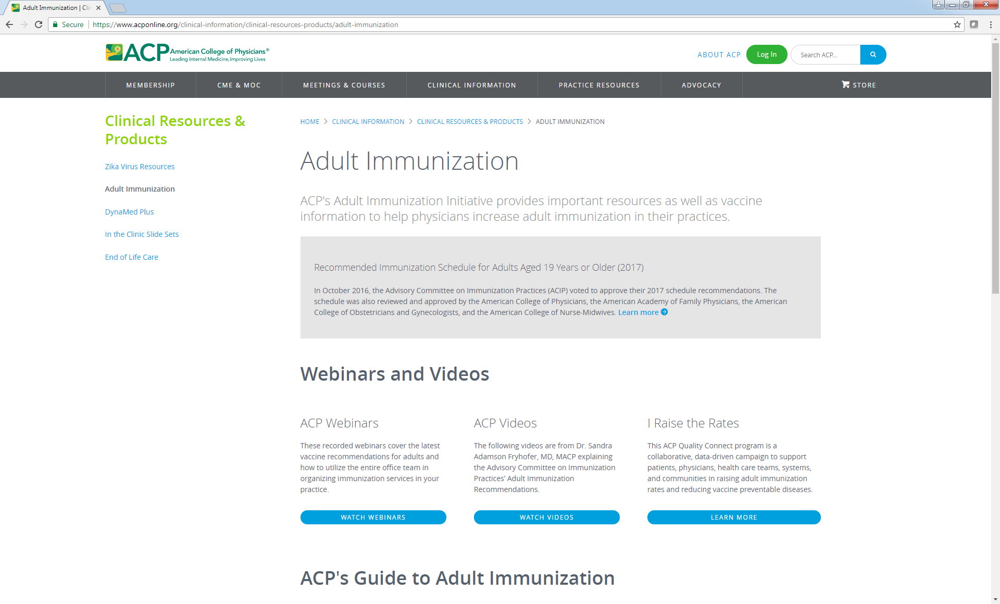 Adult Immunization | Cli
Secure
https://www.acponline.org/clinical-information/clinical-resources-products/adult-immunization
ACP American College of Physicians®
Leading Internal Medicine, Improving Lives
ABOUT ACP
Log In
Search ACP...
MEMBERSHIP
CME & MOC
MEETINGS & COURSES
CLINICAL INFORMATION
PRACTICE RESOURCES
ADVOCACY
STORE
Clinical Resources &
Products
Zika Virus Resources
Adult Immunization
DynaMed Plus
In the Clinic Slide Sets
End of Life Care
HOME > CLINICAL INFORMATION > CLINICAL RESOURCES & PRODUCTS > ADULT IMMUNIZATION
Adult Immunization
ACP's Adult Immunization Initiative provides important resources as well as vaccine
information to help physicians increase adult immunization in their practices.
Recommended Immunization Schedule for Adults Aged 19 Years or Older (2017)
In October 2016, the Advisory Committee on Immunization Practices (ACIP) voted to approve their 2017 schedule recommendations. The
schedule was also reviewed and approved by the American College of Physicians, the American Academy of Family Physicians, the American
College of Obstetricians and Gynecologists, and the American College of Nurse-Midwives. Learn more
Webinars and Videos
ACP Webinars
These recorded webinars cover the latest
vaccine recommendations for adults and
how to utilize the entire office team in
organizing immunization services in your
practice.
WATCH WEBINARS
ACP Videos
The following videos are from Dr. Sandra
Adamson Fryhofer, MD, MACP explaining
the Advisory Committee on Immunization
Practices’ Adult Immunization
Recommendations.
WATCH VIDEOS
I Raise the Rates
This ACP Quality Connect program is a
collaborative, data-driven campaign to support
patients, physicians, health care teams, systems,
and communities in raising adult immunization
rates and reducing vaccine preventable diseases.
LEARN MORE
ACP's Guide to Adult Immunization